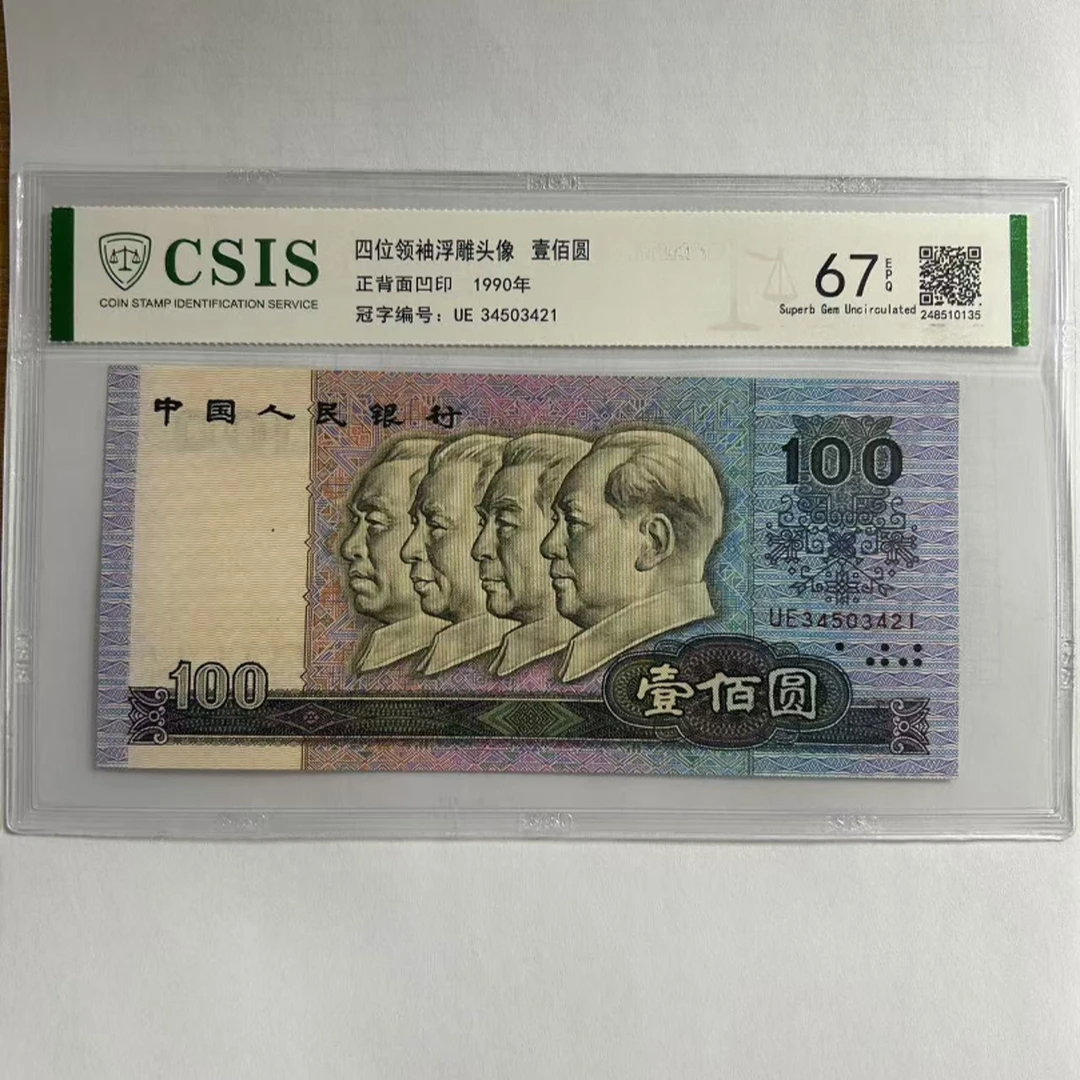 CSIS
COIN STAMP IDENTIFICATION SERVICE
四位领袖浮雕头像 壹佰圆
正背面凹印 1990年
冠字编号：UE 34503421
67 EPQ
Superb Gem Uncirculated
248510135
中国人民银行
100
UE34503421
100
壹佰圆